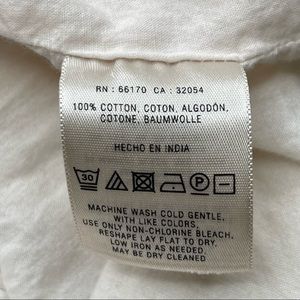 RN : 66170 CA : 32054
100% COTTON, COTON, ALGODÓN,
COTONE, BAUMWOLLE
HECHO EN INDIA
30 P
MACHINE WASH COLD GENTLE,
WITH LIKE COLORS,
USE ONLY NON-CHLORINE BLEACH,
RESHAPE LAY FLAT TO DRY.
LOW IRON AS NEEDED,
MAY BE DRY CLEANED